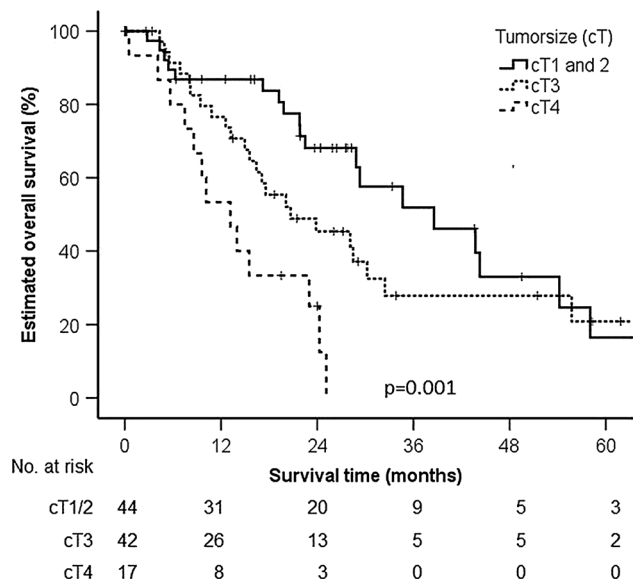 Tumorsize (cT)
cT1 and 2
cT3
cT4
Estimated overall survival (%)
100
80
60
40
20
0
p=0.001
0 12 24 36 48 60
Survival time (months)
No. at risk
cT1/2 44 31 20 9 5 3
cT3 42 26 13 5 5 2
cT4 17 8 3 0 0 0